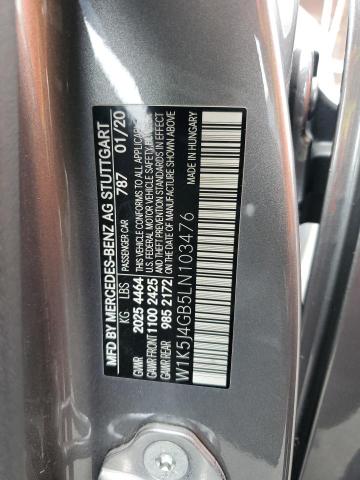 MFD BY MERCEDES-BENZ AG STUTTGART
PASSENGER CAR 787 01/20
KG LBS
GVWR 2025 4464
GAWR FRONT 1100 2425
GAWR REAR 985 2172
THIS VEHICLE CONFORMS TO ALL APPLICABLE
U.S. FEDERAL MOTOR VEHICLE SAFETY, BUMPER
AND THEFT PREVENTION STANDARDS IN EFFECT
ON THE DATE OF MANUFACTURE SHOWN ABOVE
MADE IN HUNGARY
W1K5J4GB5LN103476